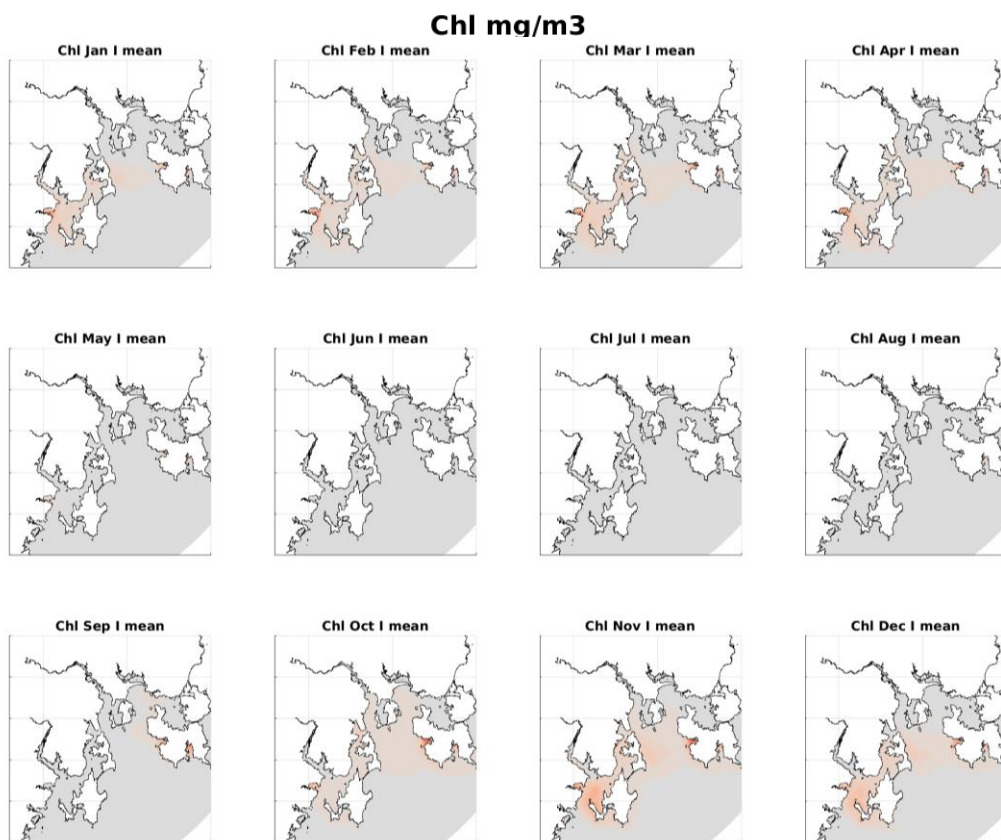 Chl mg/m3
Chl Jan I mean
Chl Feb I mean
Chl Mar I mean
Chl Apr I mean
Chl May I mean
Chl Jun I mean
Chl Jul I mean
Chl Aug I mean
Chl Sep I mean
Chl Oct I mean
Chl Nov I mean
Chl Dec I mean